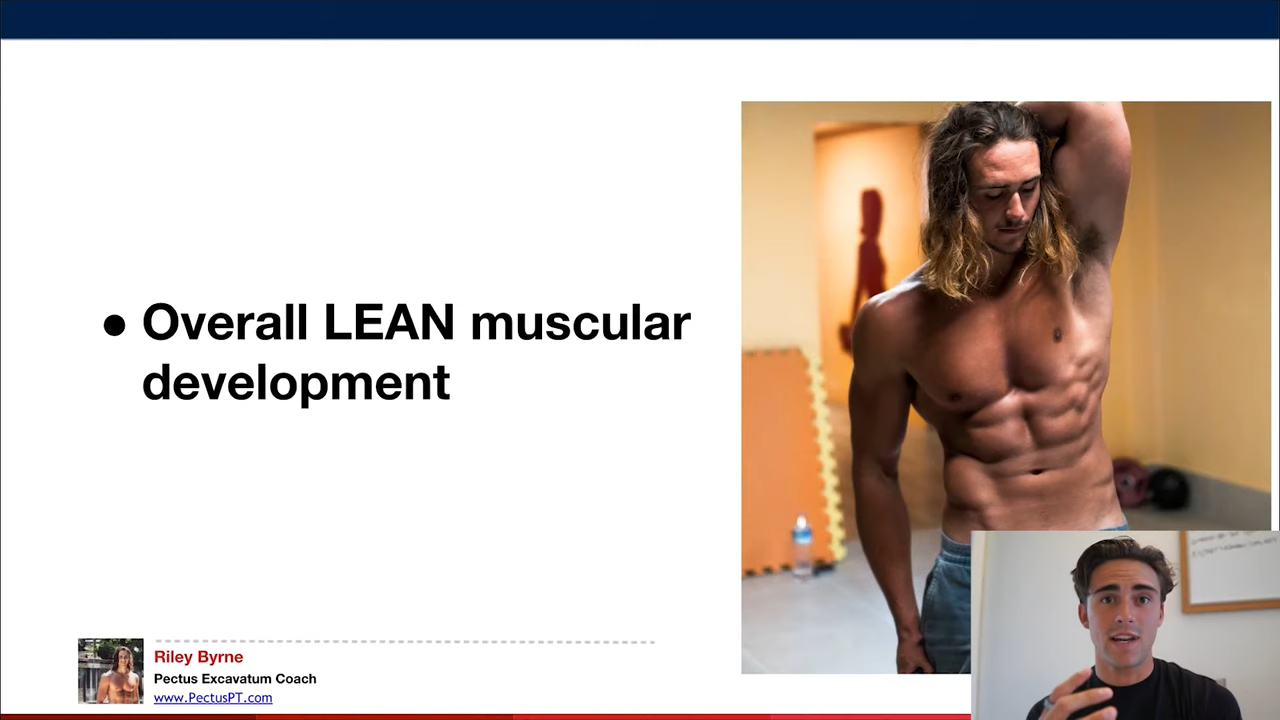 ● Overall LEAN muscular
development
Riley Byrne
Pectus Excavatum Coach
www.PectusPT.com